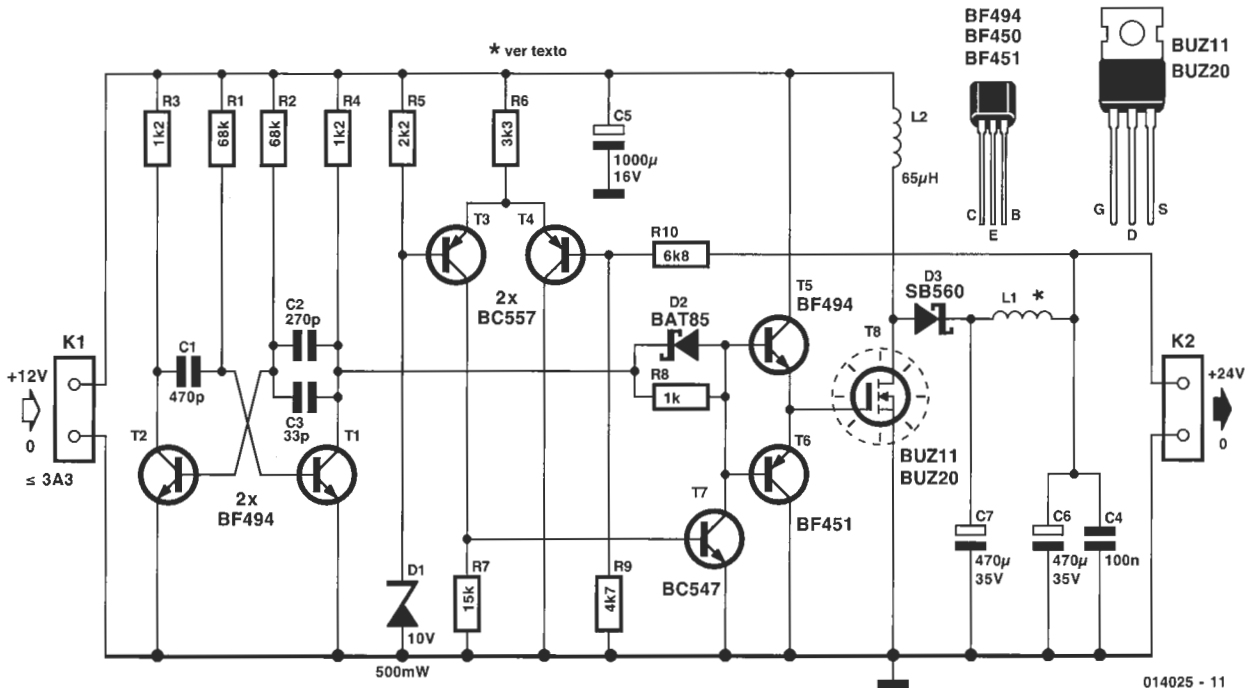 * ver texto
BF494
BF450
BF451
BUZ11
BUZ20
R3
1k2
R1
68k
R2
68k
R4
1k2
R5
2k2
R6
3k3
C5
1000µ
16V
L2
65µH
C
E
B
G
D
S
T3
T4
2x
BC557
R10
6k8
C2
270p
C1
470p
C3
33p
D2
BAT85
R8
1k
T5
BF494
D3
SB560
L1 *
T8
K1
+12V
0
≤ 3A3
K2
+24V
0
T2
T1
2x
BF494
T6
BF451
BUZ11
BUZ20
T7
BC547
D1
10V
500mW
R7
15k
R9
4k7
C7
470µ
35V
C6
470µ
35V
C4
100n
014025 - 11